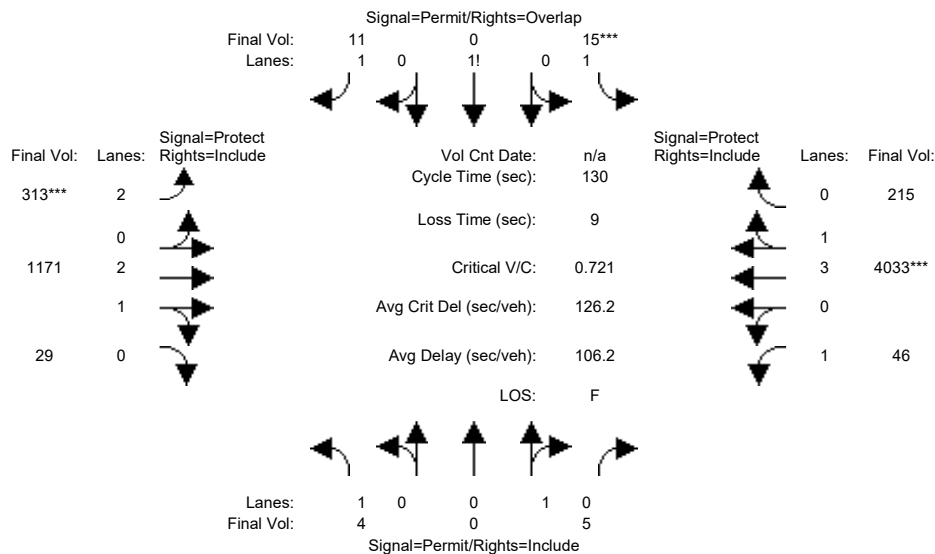 Signal=Permit/Rights=Overlap
Final Vol: 11 0 15***
Lanes: 1 0 1! 0 1
Signal=Protect Signal=Protect
Final Vol: Lanes: Rights=Include Vol Cnt Date: n/a Rights=Include Lanes: Final Vol:
Cycle Time (sec): 130
313*** 2 0 215
Loss Time (sec): 9
0 1
1171 2 Critical V/C: 0.721 3 4033***
1 Avg Crit Del (sec/veh): 126.2 0
29 0 Avg Delay (sec/veh): 106.2 1 46
LOS: F
Lanes: 1 0 0 1 0
Final Vol: 4 0 5
Signal=Permit/Rights=Include